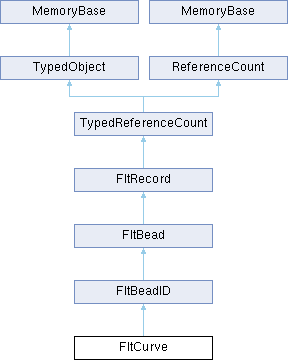 MemoryBase MemoryBase
TypedObject ReferenceCount
TypedReferenceCount
FltRecord
FltBead
FltBeadID
FltCurve